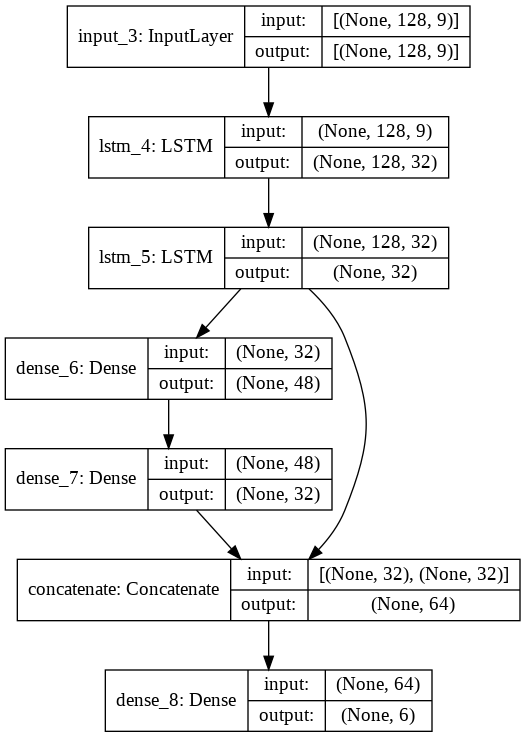 input_3: InputLayer
input: [(None, 128, 9)]
output: [(None, 128, 9)]
lstm_4: LSTM
input: (None, 128, 9)
output: (None, 128, 32)
lstm_5: LSTM
input: (None, 128, 32)
output: (None, 32)
dense_6: Dense
input: (None, 32)
output: (None, 48)
dense_7: Dense
input: (None, 48)
output: (None, 32)
concatenate: Concatenate
input: [(None, 32), (None, 32)]
output: (None, 64)
dense_8: Dense
input: (None, 64)
output: (None, 6)